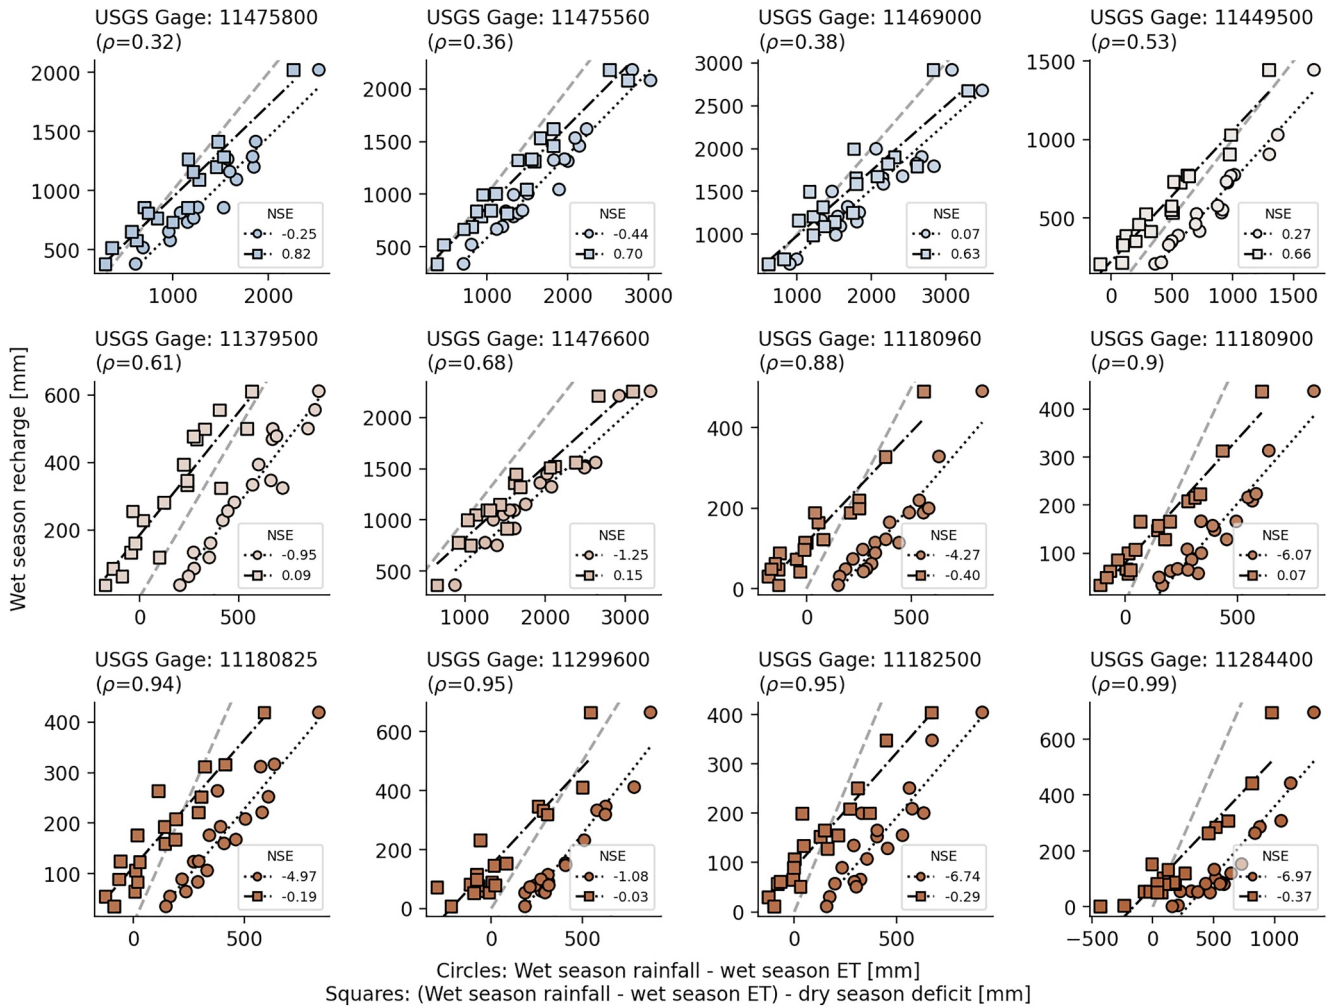 USGS Gage: 11475800
(ρ=0.32)
USGS Gage: 11475560
(ρ=0.36)
USGS Gage: 11469000
(ρ=0.38)
USGS Gage: 11449500
(ρ=0.53)
2000
1500
1000
500
1000
2000
NSE
-0.25
0.82
2000
1500
1000
500
1000
2000
3000
NSE
-0.44
0.70
3000
2500
2000
1500
1000
1000
2000
3000
NSE
0.07
0.63
1500
1000
500
0
500
1000
1500
NSE
0.27
0.66
Wet season recharge [mm]
USGS Gage: 11379500
(ρ=0.61)
USGS Gage: 11476600
(ρ=0.68)
USGS Gage: 11180960
(ρ=0.88)
USGS Gage: 11180900
(ρ=0.9)
600
400
200
0
500
NSE
-0.95
0.09
2000
1500
1000
500
1000
2000
3000
NSE
-1.25
0.15
400
200
0
0
500
NSE
-4.27
-0.40
400
300
200
100
0
500
NSE
-6.07
0.07
USGS Gage: 11180825
(ρ=0.94)
USGS Gage: 11299600
(ρ=0.95)
USGS Gage: 11182500
(ρ=0.95)
USGS Gage: 11284400
(ρ=0.99)
400
300
200
100
0
500
NSE
-4.97
-0.19
600
400
200
0
0
500
NSE
-1.08
-0.03
400
300
200
100
0
0
500
NSE
-6.74
-0.29
600
400
200
0
−500
0
500
1000
NSE
-6.97
-0.37
Circles: Wet season rainfall - wet season ET [mm]
Squares: (Wet season rainfall - wet season ET) - dry season deficit [mm]